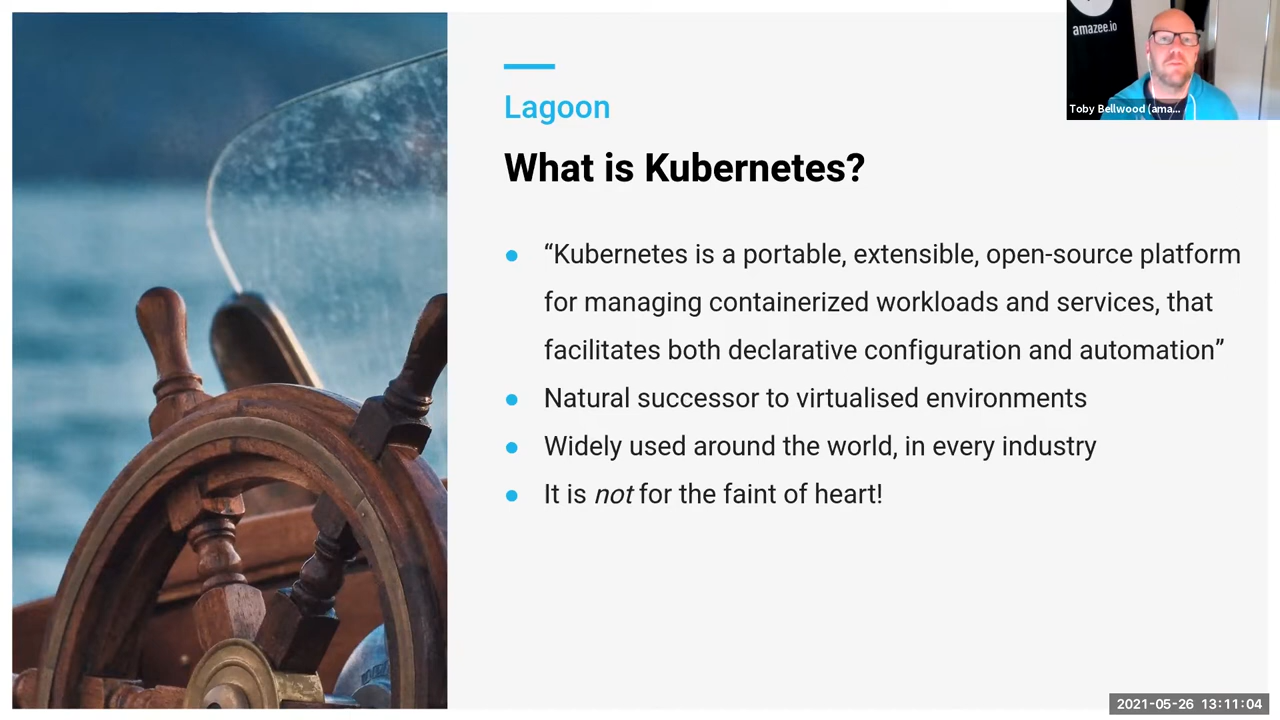 amazee.io
Toby Bellwood (ama...
Lagoon
What is Kubernetes?
● “Kubernetes is a portable, extensible, open-source platform
for managing containerized workloads and services, that
facilitates both declarative configuration and automation”
● Natural successor to virtualised environments
● Widely used around the world, in every industry
● It is not for the faint of heart!
2021-05-26 13:11:04